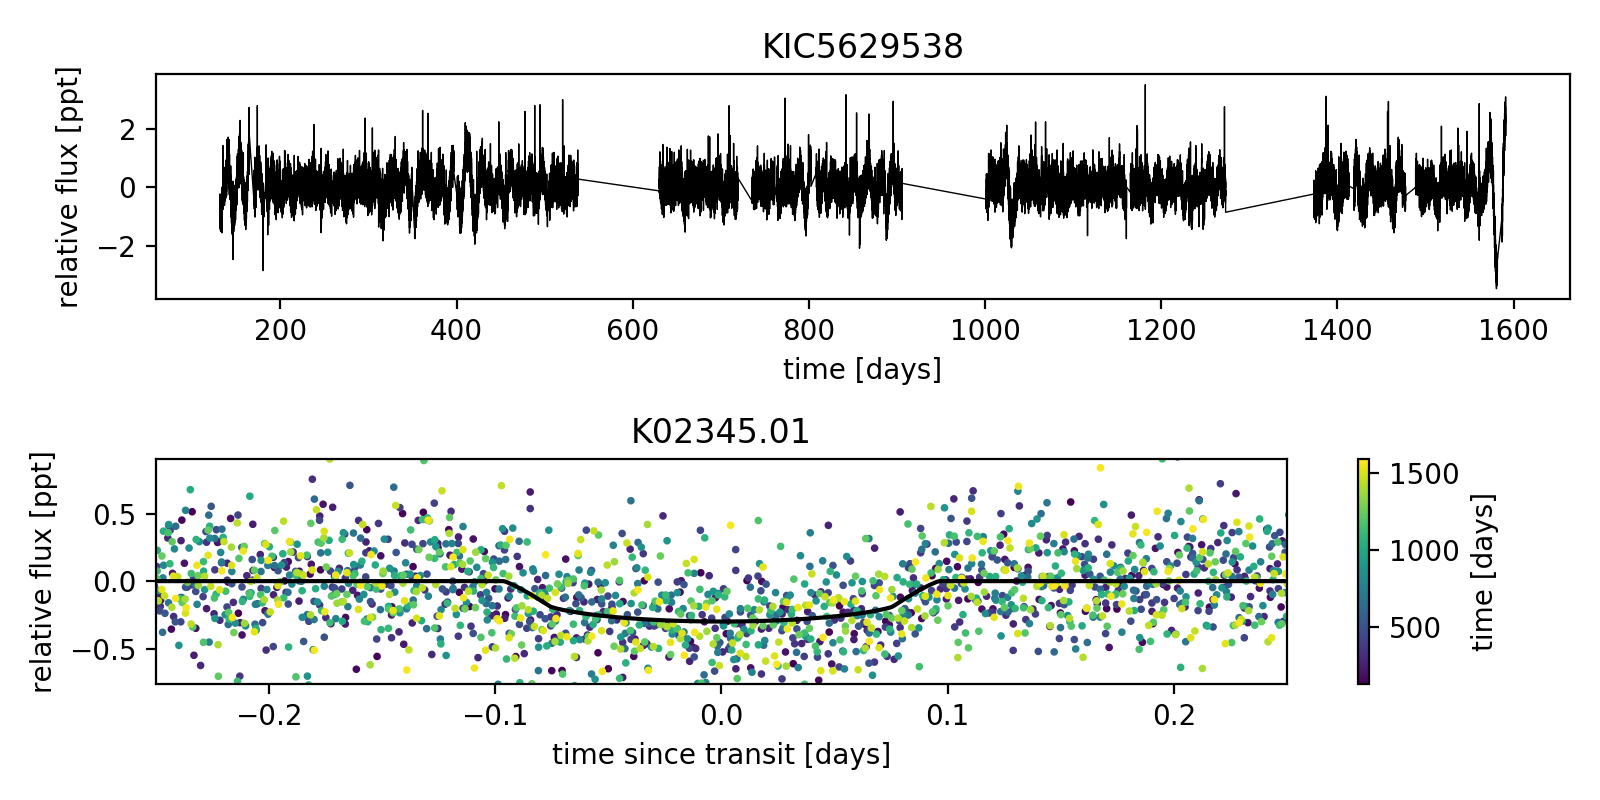 KIC5629538
relative flux [ppt]
2
0
−2
200 400 600 800 1000 1200 1400 1600
time [days]
K02345.01
relative flux [ppt]
0.5
0.0
−0.5
−0.2 −0.1 0.0 0.1 0.2
time since transit [days]
1500
1000
500
time [days]